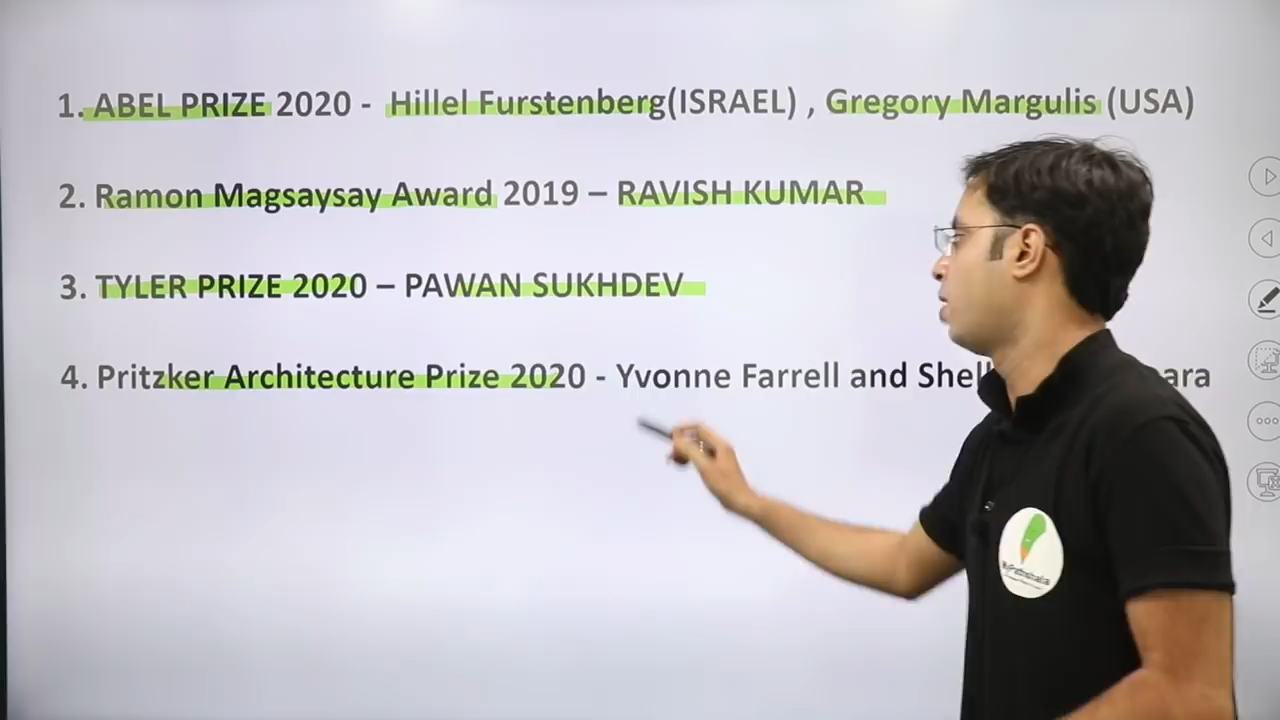 1. ABEL PRIZE 2020 - Hillel Furstenberg(ISRAEL) , Gregory Margulis (USA)
2. Ramon Magsaysay Award 2019 – RAVISH KUMAR
3. TYLER PRIZE 2020 – PAWAN SUKHDEV
4. Pritzker Architecture Prize 2020 - Yvonne Farrell and